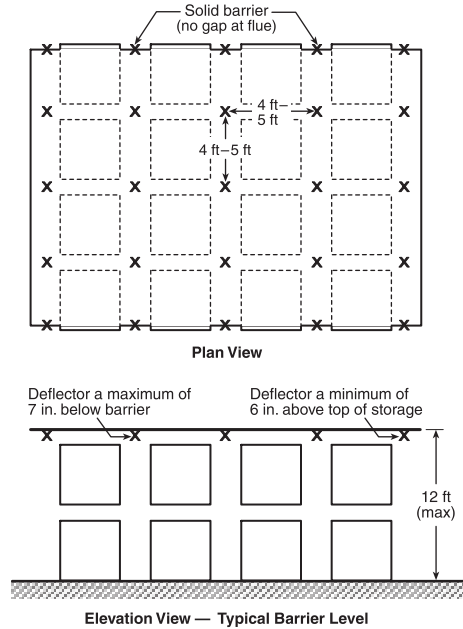 Solid barrier
(no gap at flue)
X X X X X
X X X X X
4 ft–
5 ft
4 ft–5 ft
X X X X X
X X X X X
X X X X X
Plan View
Deflector a maximum of
7 in. below barrier
Deflector a minimum of
6 in. above top of storage
X X X X X
12 ft
(max)
Elevation View — Typical Barrier Level